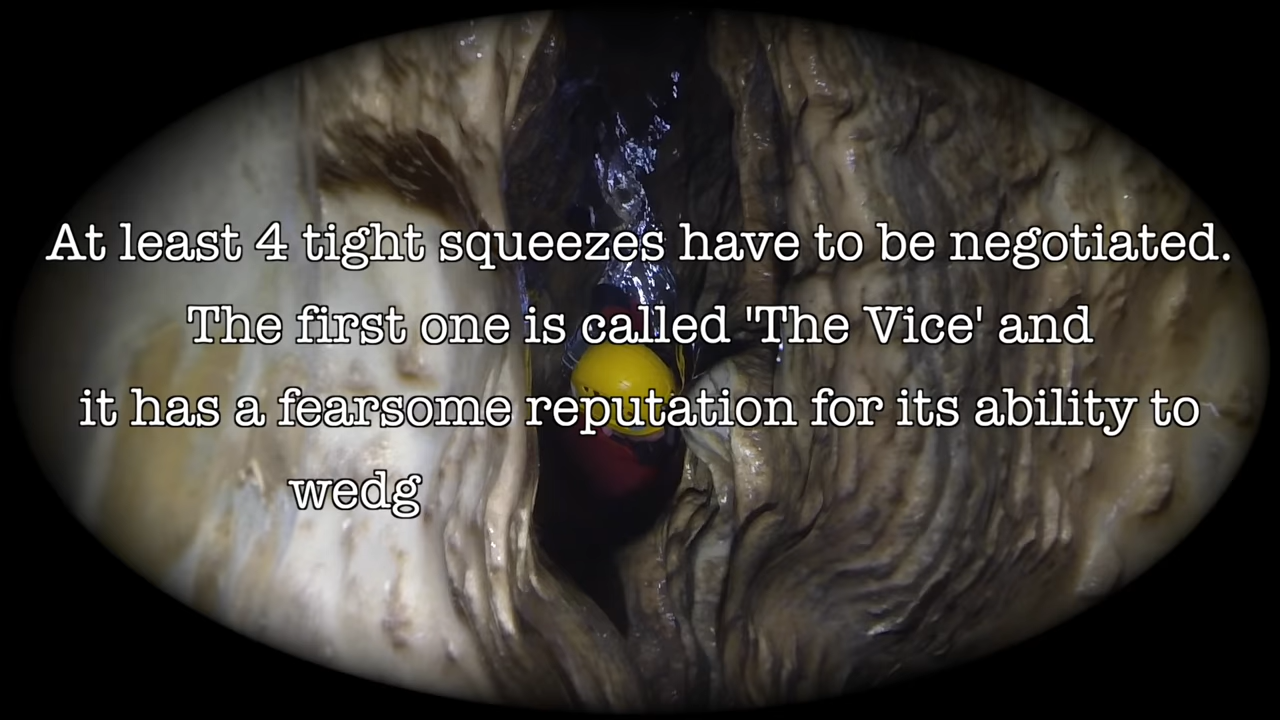 At least 4 tight squeezes have to be negotiated.
The first one is called 'The Vice' and
it has a fearsome reputation for its ability to
wedg